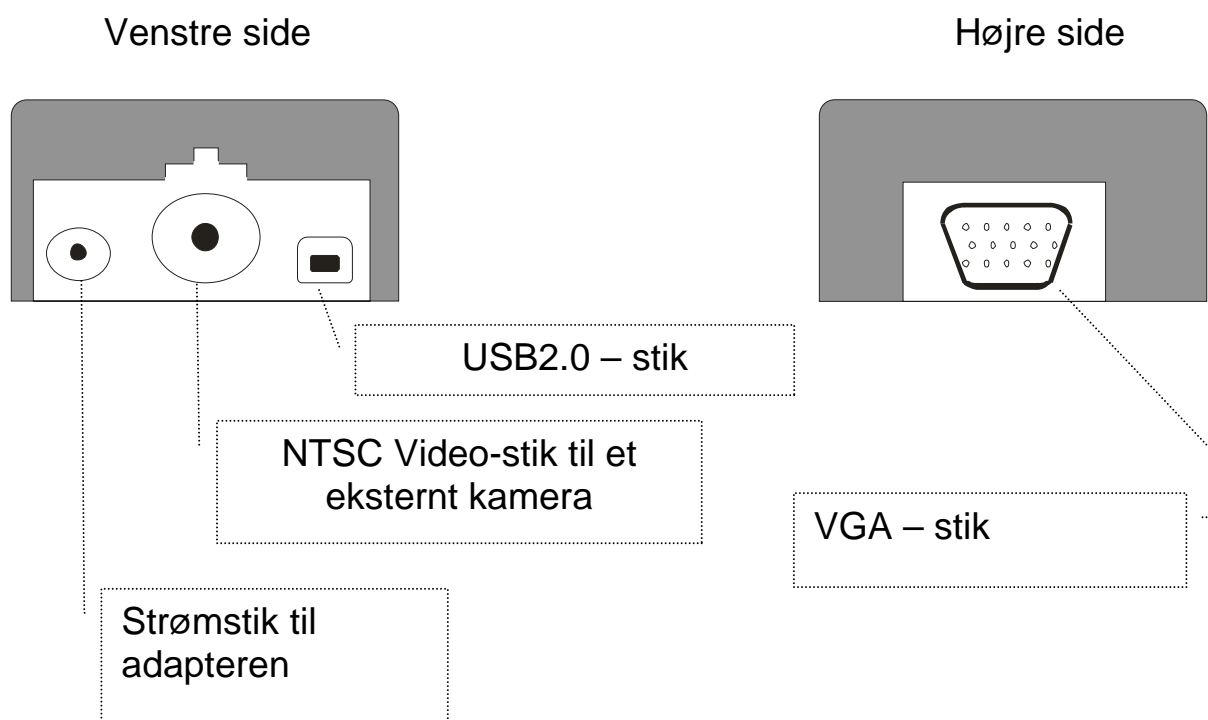 Venstre side
Højre side
USB2.0 – stik
NTSC Video-stik til et
eksternt kamera
VGA – stik
Strømstik til
adapteren